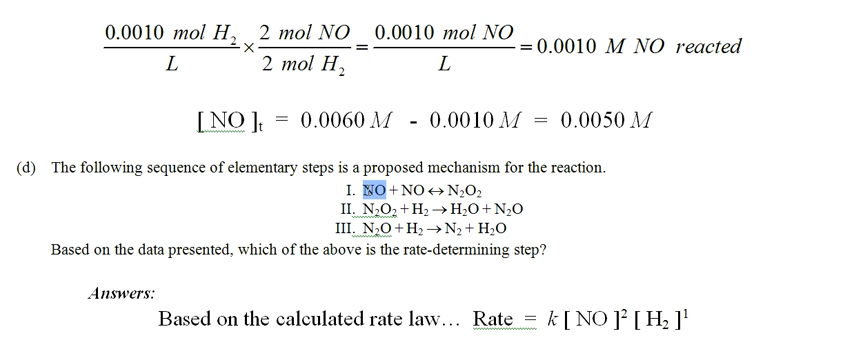 0.0010 mol H₂ / L × 2 mol NO / 2 mol H₂ = 0.0010 mol NO / L = 0.0010 M NO reacted
[ NO ]t = 0.0060 M - 0.0010 M = 0.0050 M
(d) The following sequence of elementary steps is a proposed mechanism for the reaction.
I. NO + NO ↔ N₂O₂
II. N₂O₂ + H₂ → H₂O + N₂O
III. N₂O + H₂ → N₂ + H₂O
Based on the data presented, which of the above is the rate-determining step?
Answers:
Based on the calculated rate law… Rate = k [ NO ]² [ H₂ ]¹